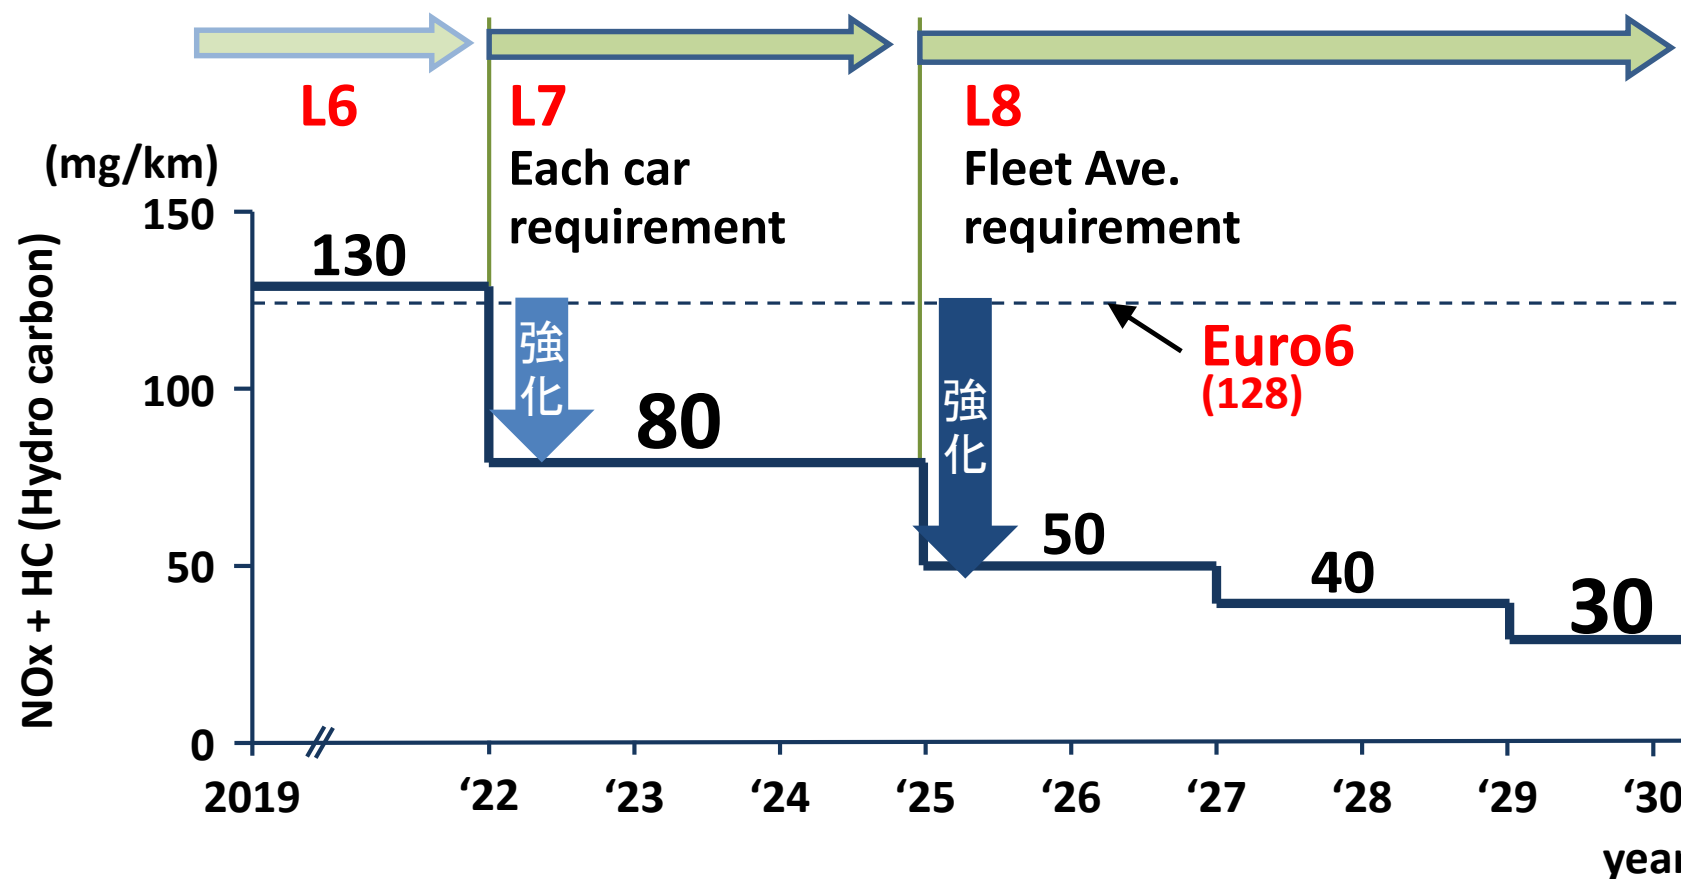 L6
L7
L8
Each car
requirement
Fleet Ave.
requirement
(mg/km)
NOx + HC (Hydro carbon)
150
100
50
0
130
80
50
40
30
強
化
強
化
Euro6
(128)
2019
‘22
‘23
‘24
‘25
‘26
‘27
‘28
‘29
‘30
year